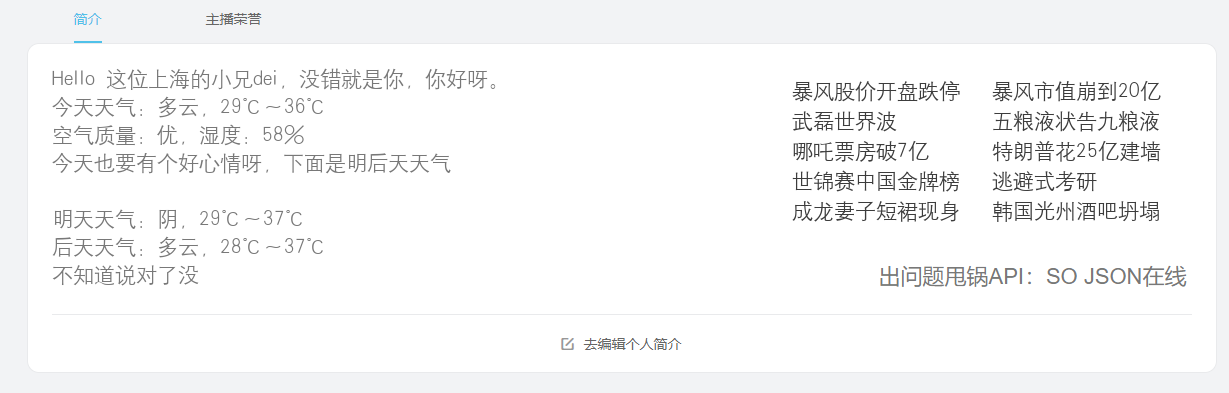 简介
主播荣誉
Hello 这位上海的小兄dei，没错就是你，你好呀。
今天天气：多云，29℃～36℃
空气质量：优，湿度：58%
今天也要有个好心情呀，下面是明后天天气
明天天气：阴，29℃～37℃
后天天气：多云，28℃～37℃
不知道说对了没
暴风股价开盘跌停 暴风市值崩到20亿
武磊世界波 五粮液状告九粮液
哪吒票房破7亿 特朗普花25亿建墙
世锦赛中国金牌榜 逃避式考研
成龙妻子短裙现身 韩国光州酒吧坍塌
出问题甩锅API：SO JSON在线
去编辑个人简介